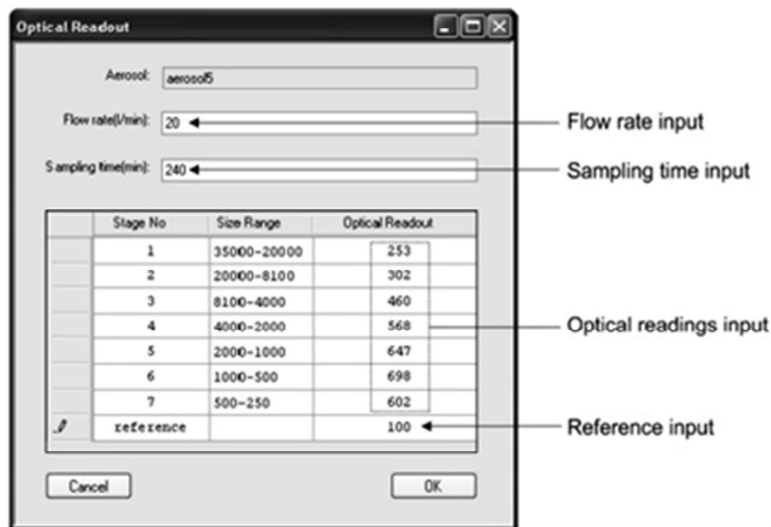 Optical Readout
Aerosol: aerosol5
Flow rate(l/min): 20
Flow rate input
Sampling time(min): 240
Sampling time input
Stage No Size Range Optical Readout
1 35000-20000 253
2 20000-8100 302
3 8100-4000 460
4 4000-2000 568
Optical readings input
5 2000-1000 647
6 1000-500 698
7 500-250 602
reference 100
Reference input
Cancel OK